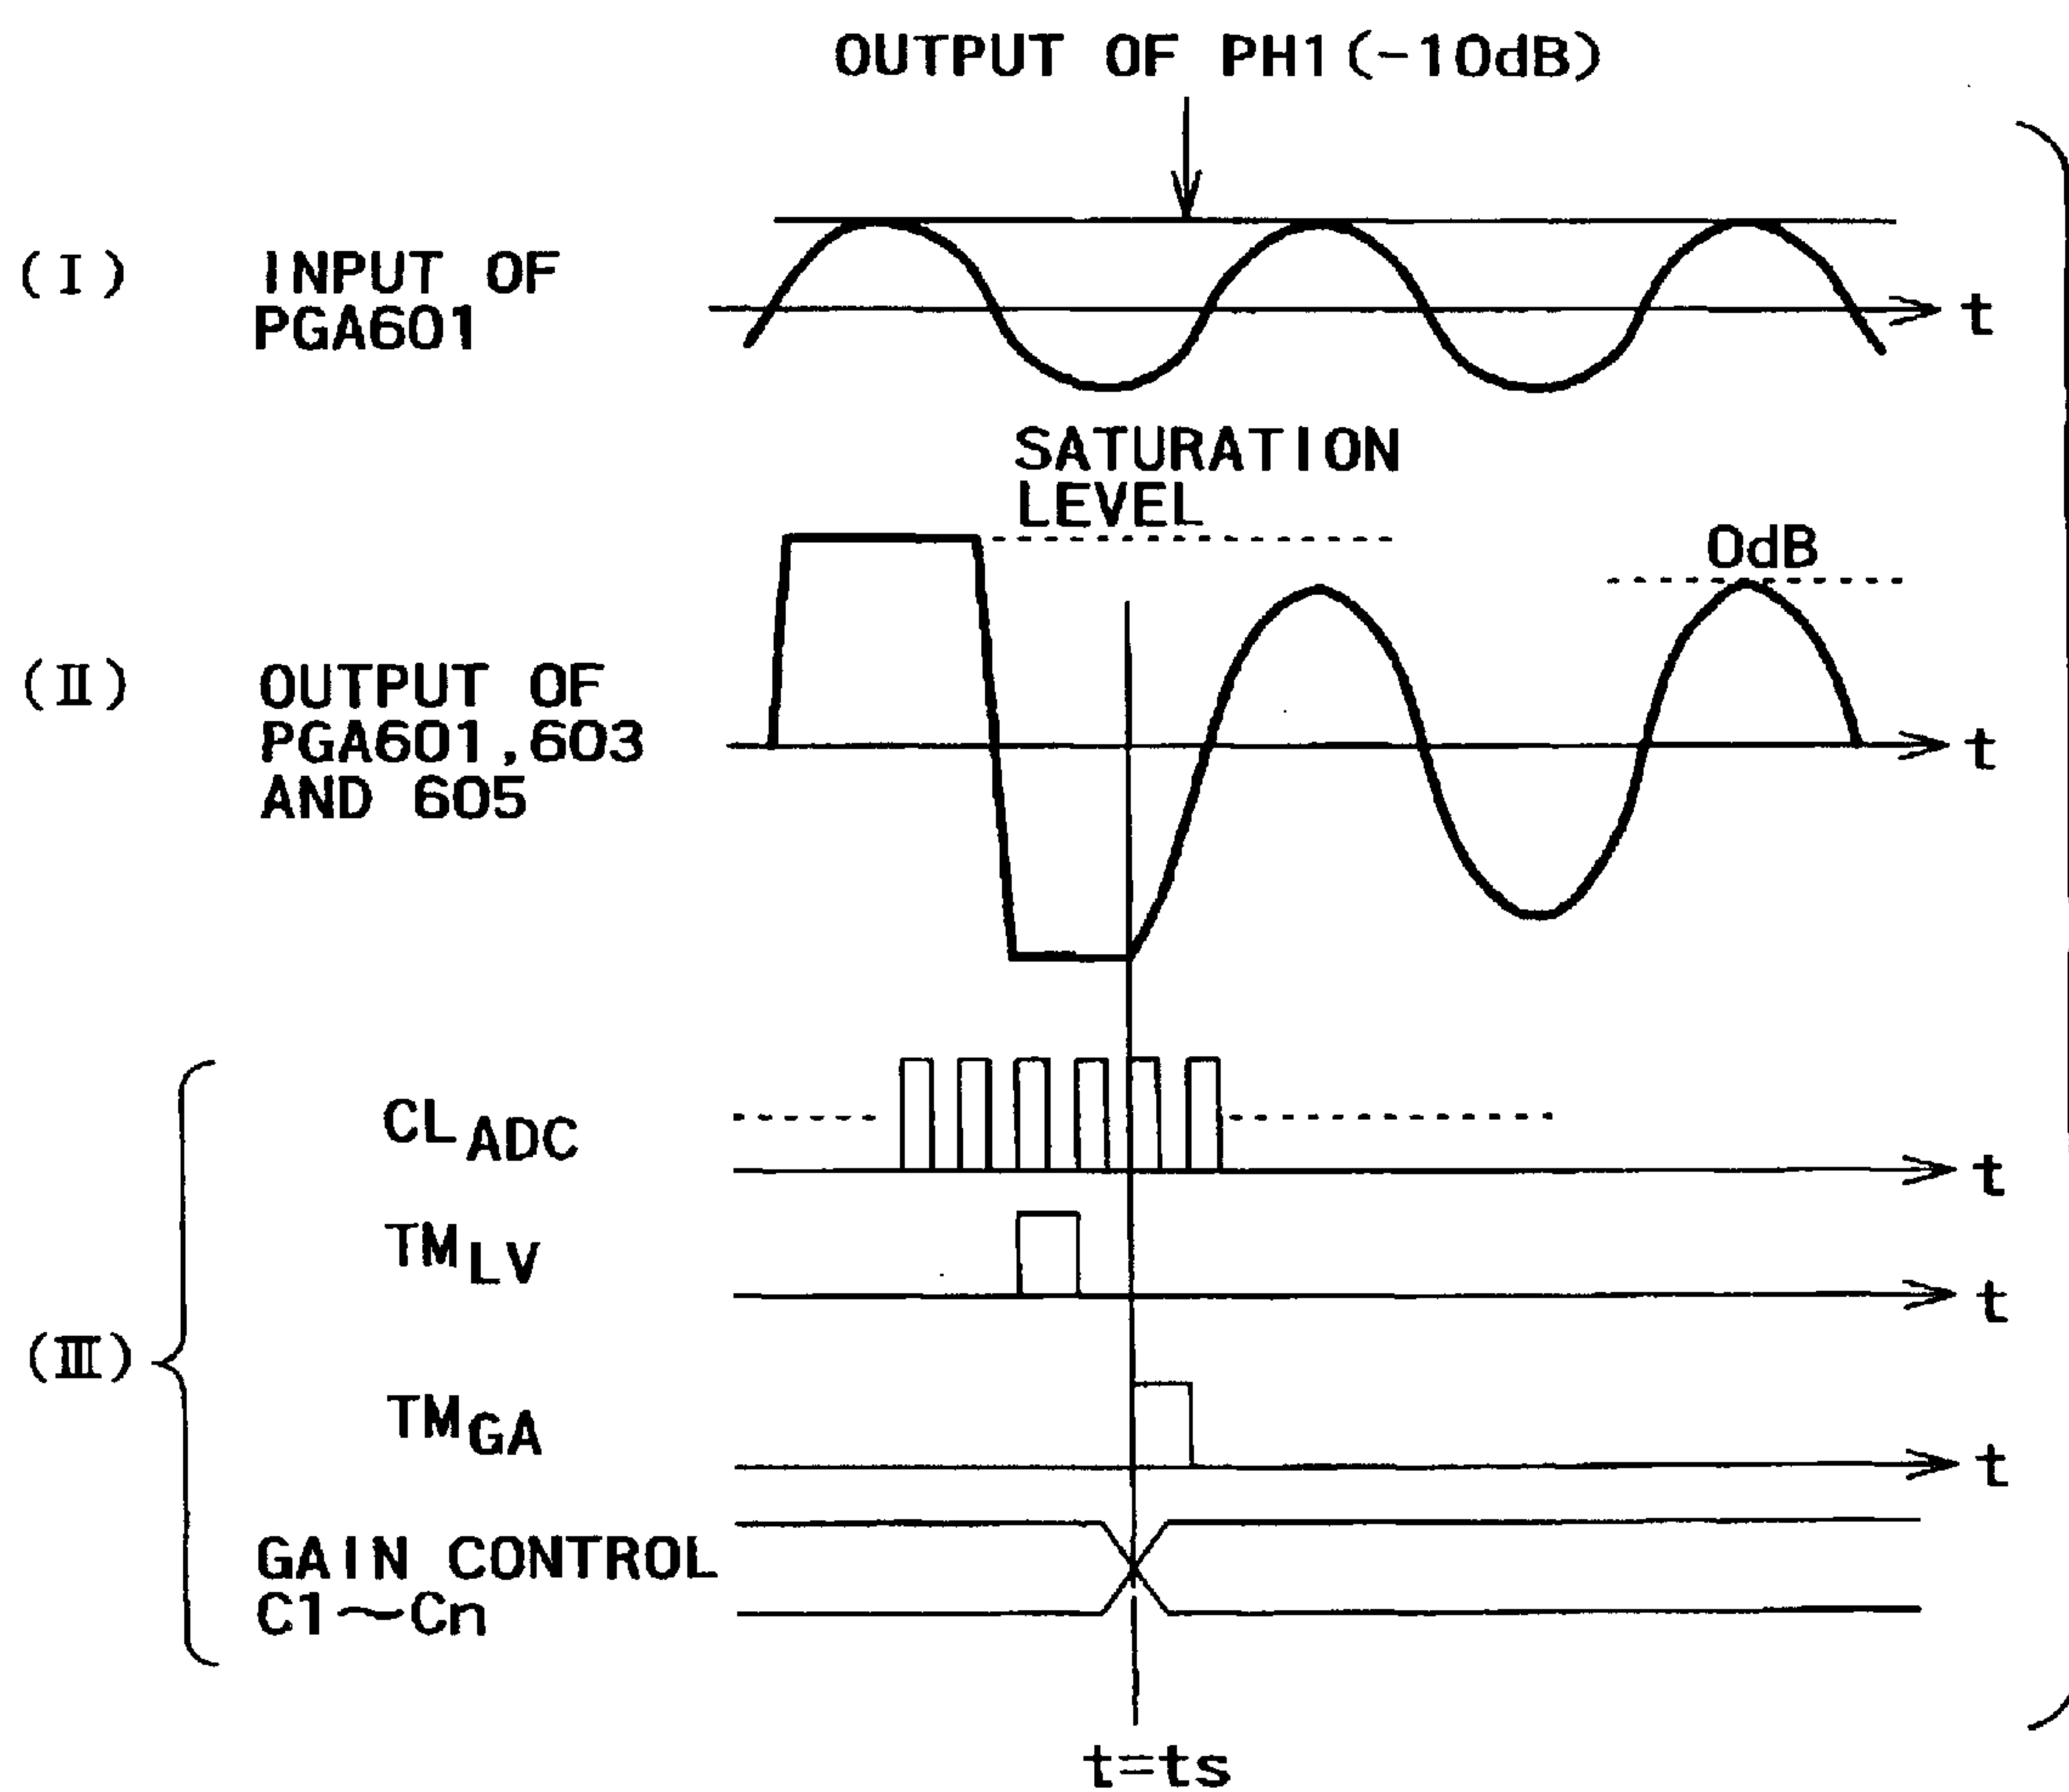 OUTPUT OF PH1(-10dB)
(I)
INPUT OF
PGA601
t
SATURATION
LEVEL
0dB
(II)
OUTPUT OF
PGA601,603
AND 605
t
CLADC
t
TMLV
t
(III)
TMGA
t
GAIN CONTROL
C1~Cn
t=ts